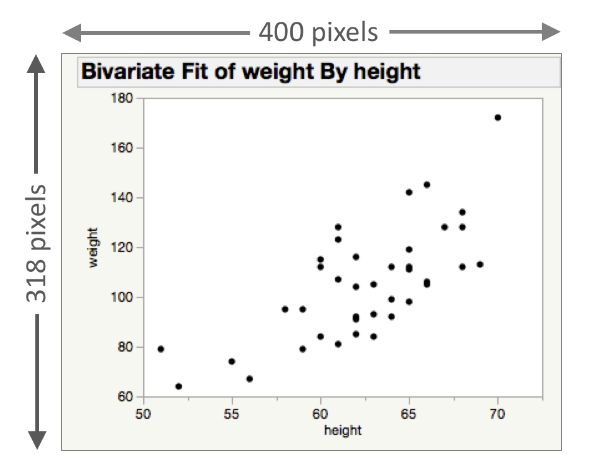 400 pixels
318 pixels
Bivariate Fit of weight By height
180
160
140
120
100
80
60
weight
50 55 60 65 70
height